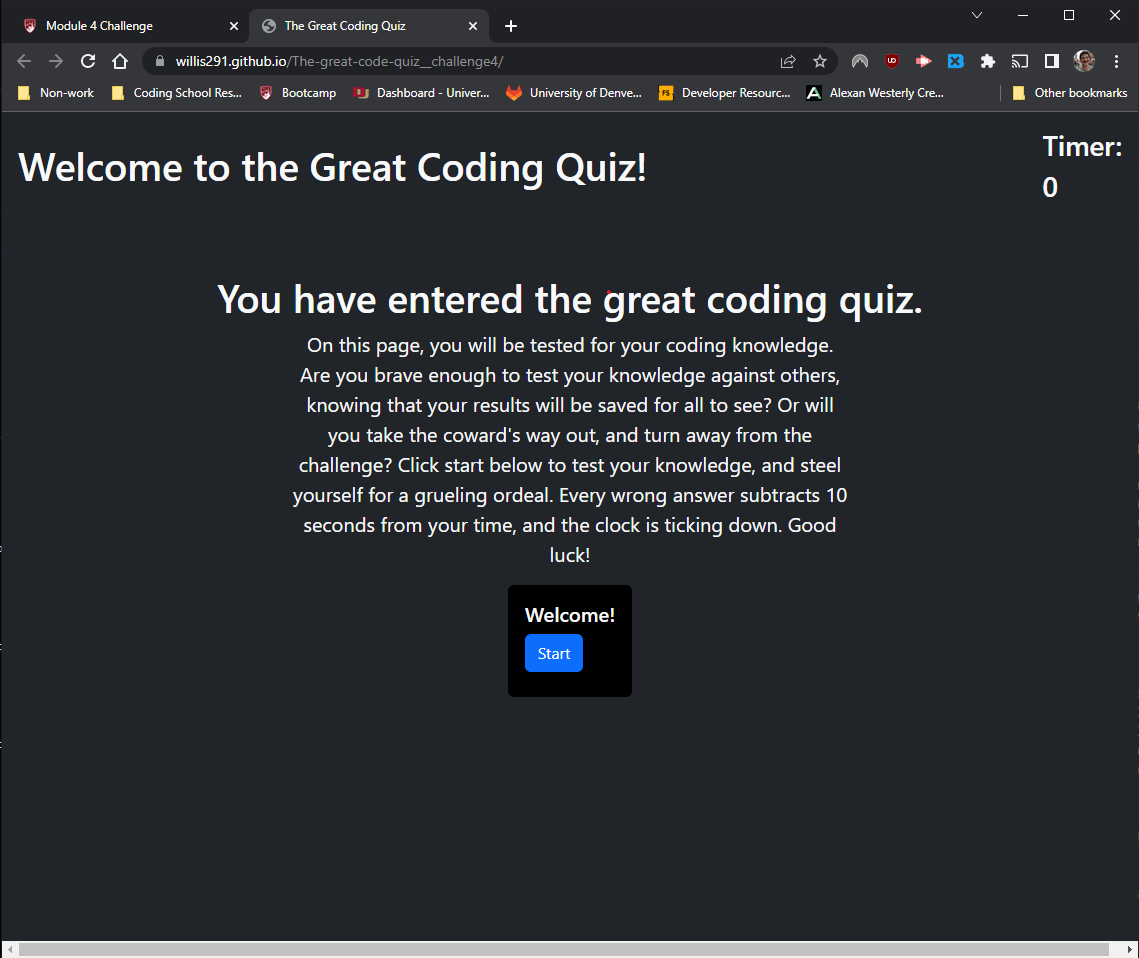 Module 4 Challenge
The Great Coding Quiz
willis291.github.io/The-great-code-quiz__challenge4/
Non-work
Coding School Res...
Bootcamp
Dashboard - Univer...
University of Denve...
Developer Resourc...
Alexan Westerly Cre...
Other bookmarks
Welcome to the Great Coding Quiz!
Timer:
0
You have entered the great coding quiz.
On this page, you will be tested for your coding knowledge.
Are you brave enough to test your knowledge against others,
knowing that your results will be saved for all to see? Or will
you take the coward's way out, and turn away from the
challenge? Click start below to test your knowledge, and steel
yourself for a grueling ordeal. Every wrong answer subtracts 10
seconds from your time, and the clock is ticking down. Good
luck!
Welcome!
Start